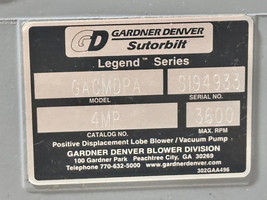 GD GARDNER DENVER
Sutorbilt
Legend™ Series
GACMDPA S194933
MODEL SERIAL NO.
4MP 3600
CATALOG NO. MAX. RPM
Positive Displacement Lobe Blower / Vacuum Pump
GARDNER DENVER BLOWER DIVISION
100 Gardner Park Peachtree City, GA 30269
Telephone 770-632-5000 www.gardnerdenver.com
302GAA496